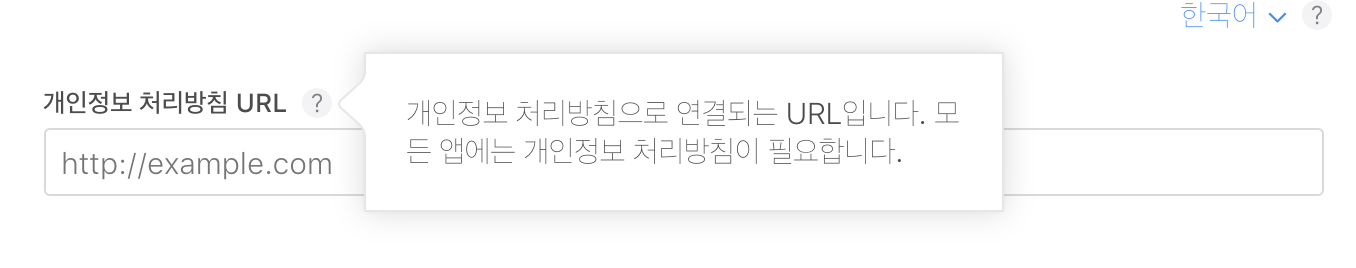 한국어 ?
개인정보 처리방침 URL ?
개인정보 처리방침으로 연결되는 URL입니다. 모
든 앱에는 개인정보 처리방침이 필요합니다.
http://example.com